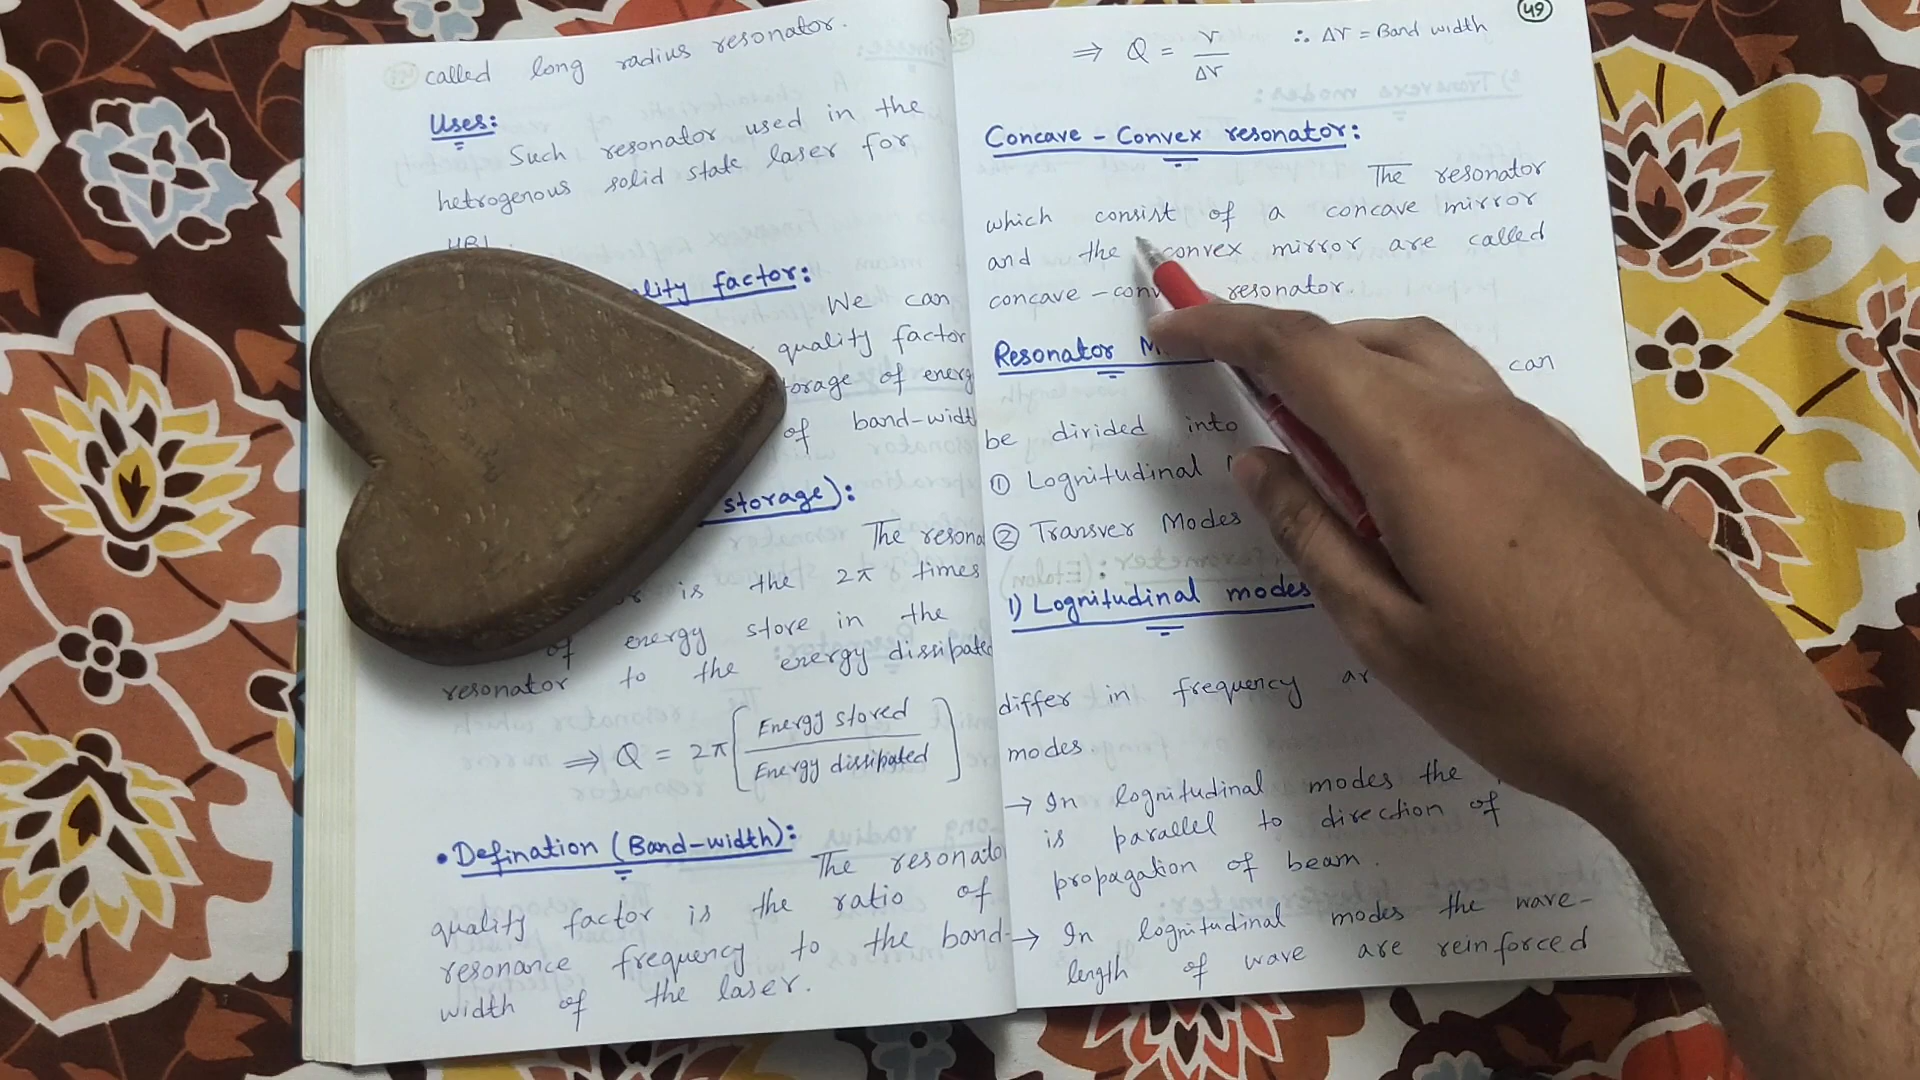 called long radius resonator.
Uses:
Such resonator used in the
hetrogenous solid state laser for
quality factor:
We can
quality factor
storage of energ
of band-widt
storage):
The resona
is the 2π times
of energy store in the
resonator to the energy dissipated
⇒ Q = 2π [Energy stored / Energy dissipated]
• Defination (Band-width):
The resonato
quality factor is the ratio of
resonance frequency to the band-
width of the laser.
49
⇒ Q = ν / Δν ∴ Δν = Band width
Concave - Convex resonator:
The resonator
which consist of a concave mirror
and the convex mirror are called
concave - conv resonator.
Resonator
can
be divided into
① Lognitudinal
② Transver Modes
1) Lognitudinal modes
differ in frequency ar
modes.
→ In lognitudinal modes the
is parallel to direction of
propagation of beam.
→ In lognitudinal modes the wave-
length of wave are reinforced